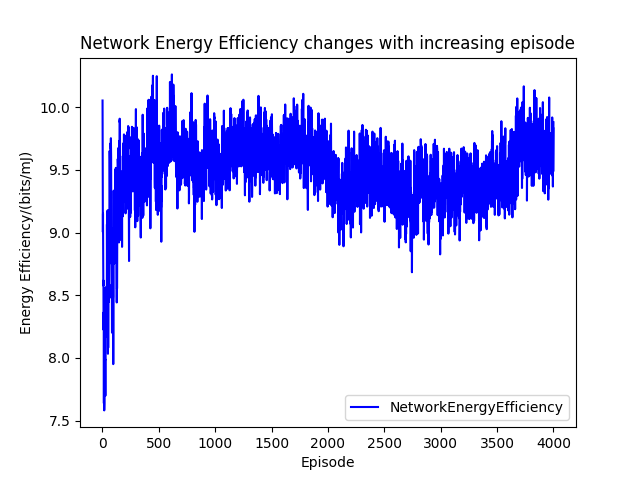 Network Energy Efficiency changes with increasing episode
10.0
9.5
9.0
8.5
8.0
7.5
Energy Efficiency/(bits/mJ)
NetworkEnergyEfficiency
0 500 1000 1500 2000 2500 3000 3500 4000
Episode